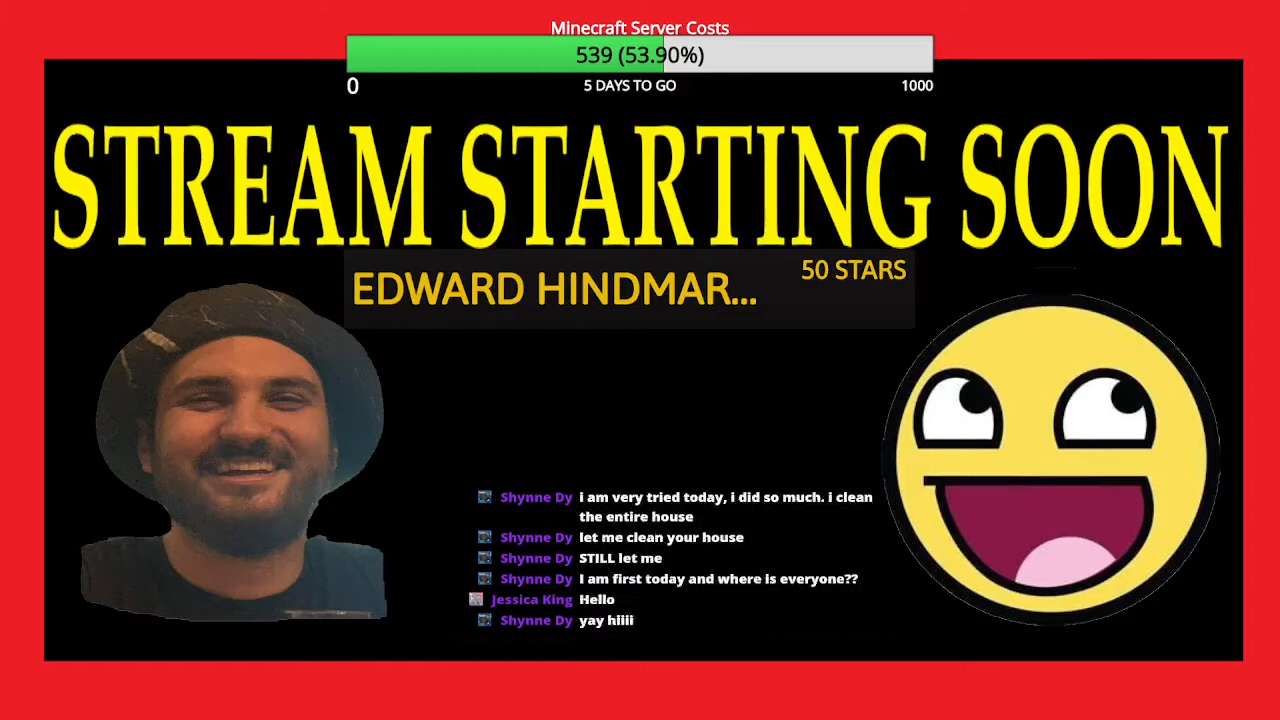 Minecraft Server Costs
539 (53.90%)
0
5 DAYS TO GO
1000
STREAM STARTING SOON
EDWARD HINDMAR...
50 STARS
Shynne Dy i am very tried today, i did so much. i clean
the entire house
Shynne Dy let me clean your house
Shynne Dy STILL let me
Shynne Dy I am first today and where is everyone??
Jessica King Hello
Shynne Dy yay hiiii